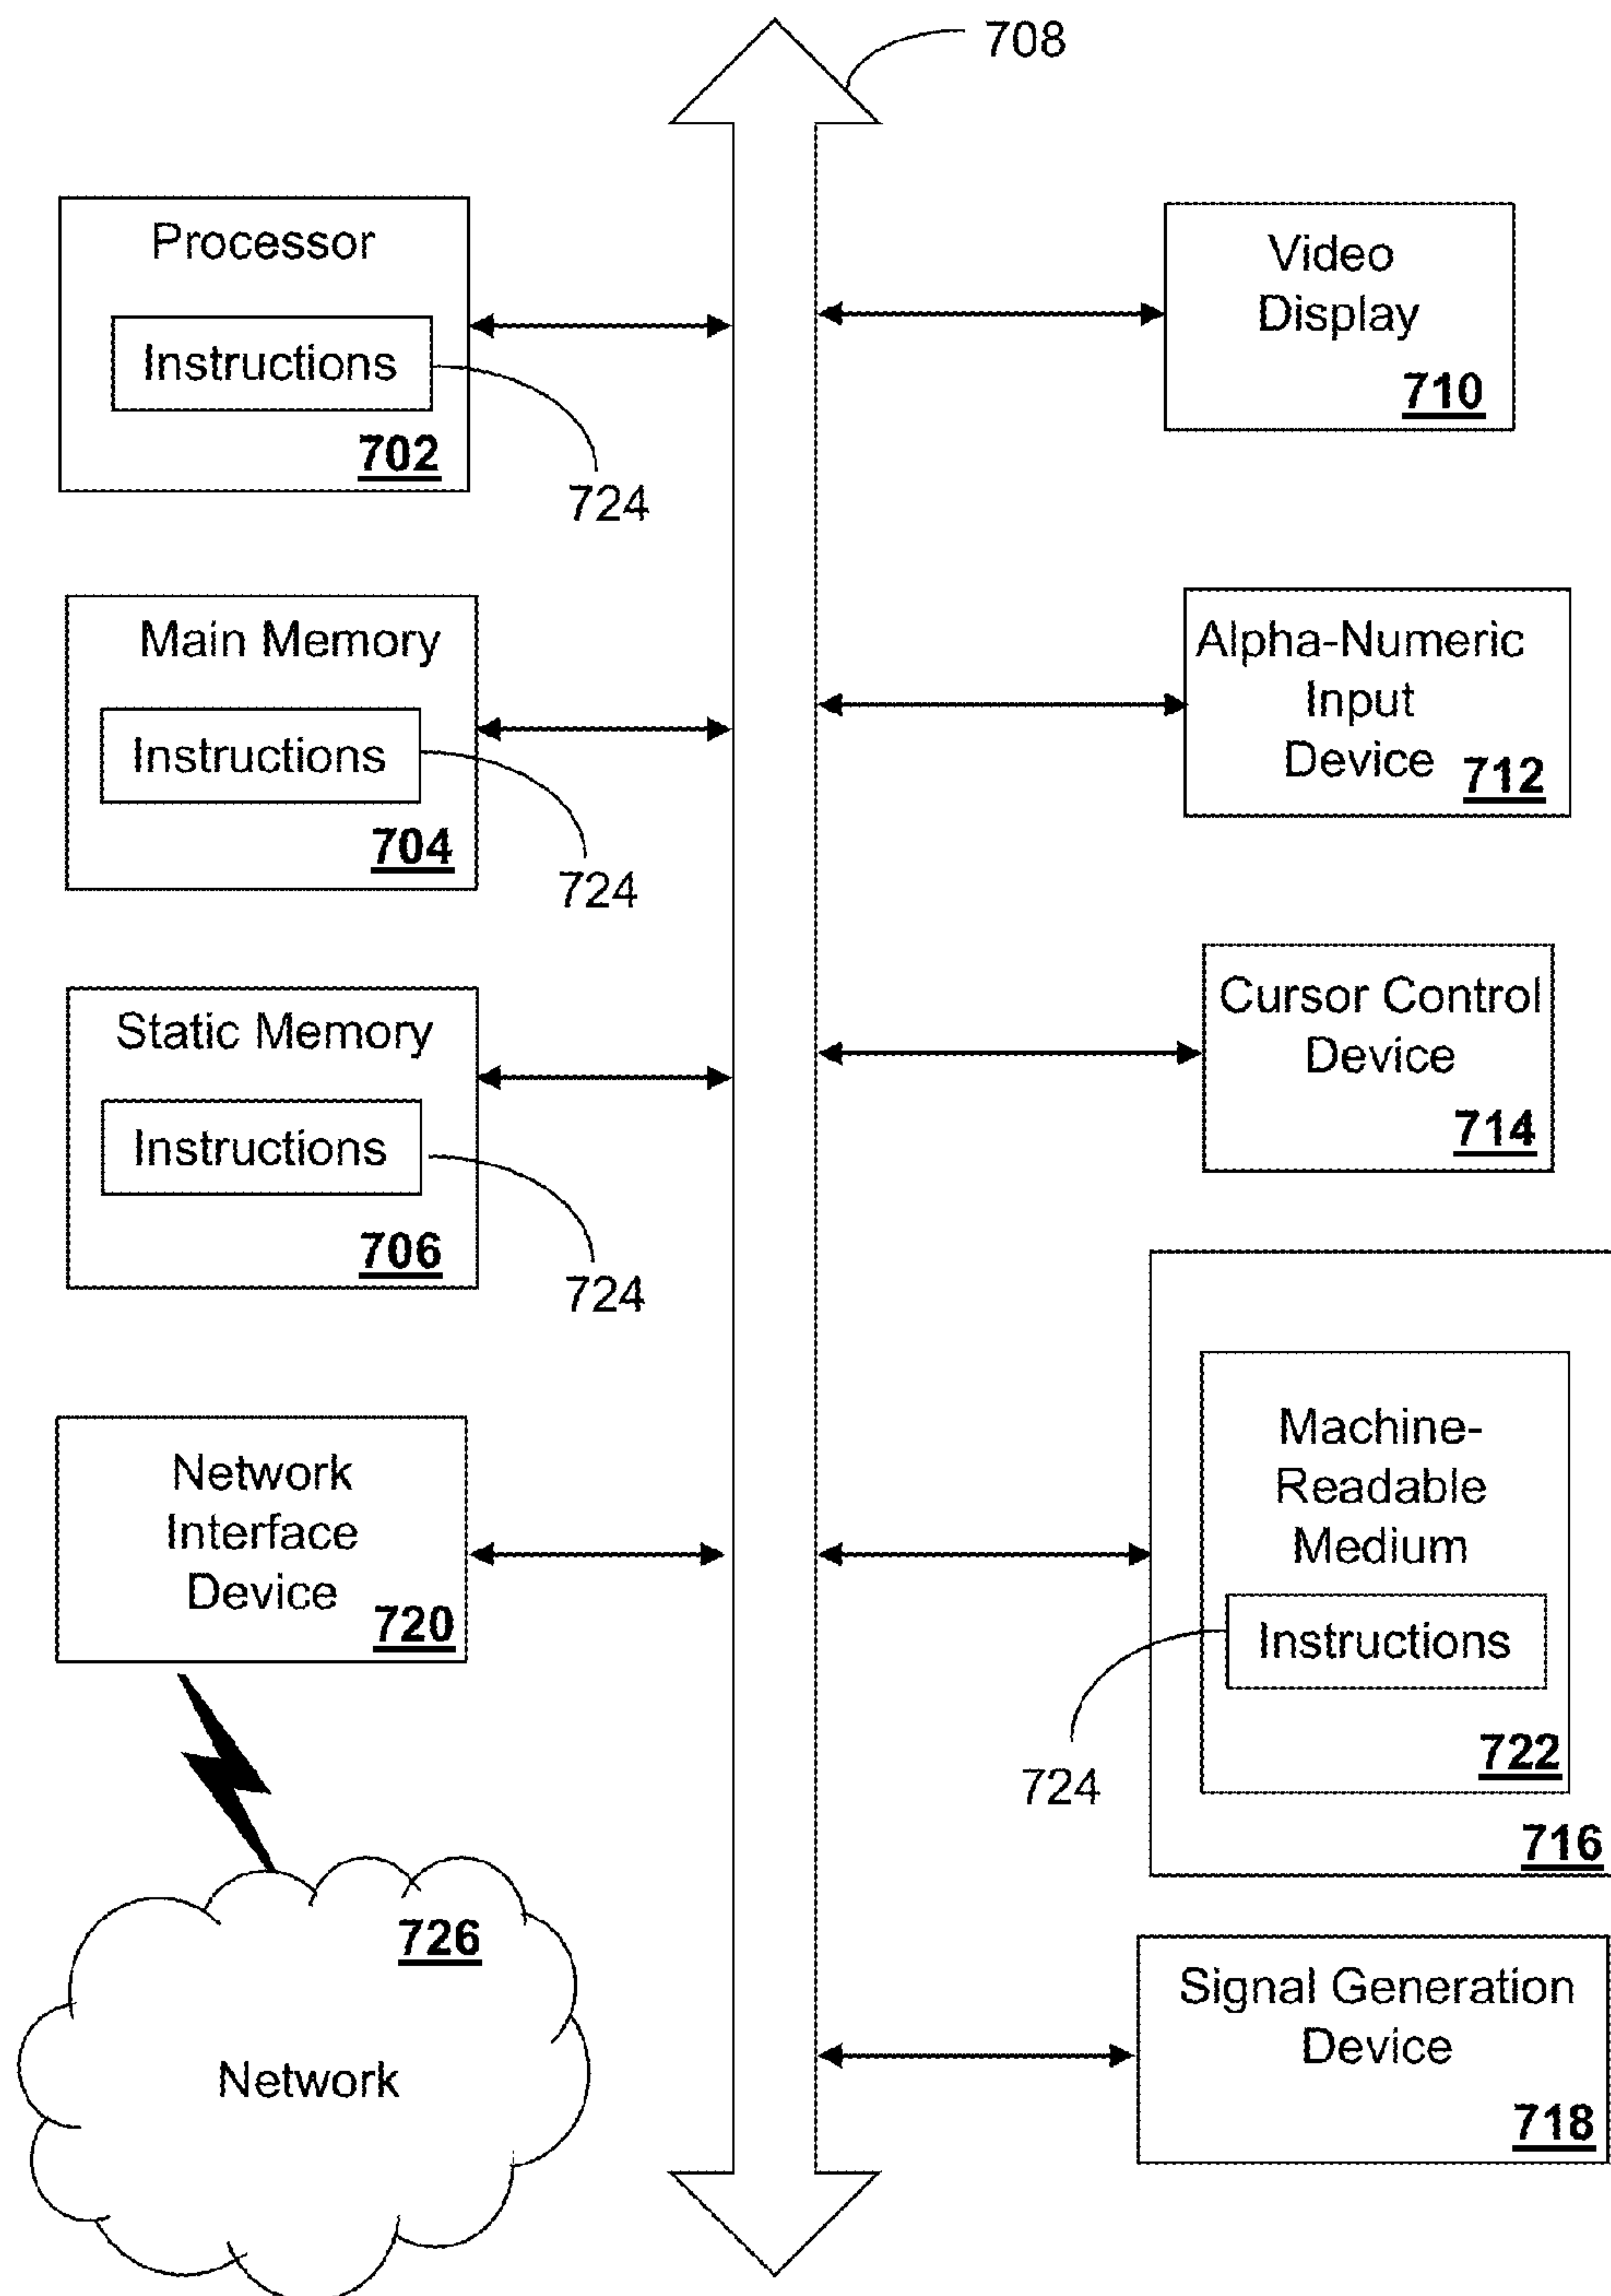 708
Processor
Instructions
702
724
Main Memory
Instructions
704
724
Static Memory
Instructions
706
724
Network
Interface
Device
720
726
Network
Video
Display
710
Alpha-Numeric
Input
Device
712
Cursor Control
Device
714
Machine-
Readable
Medium
Instructions
722
724
716
Signal Generation
Device
718